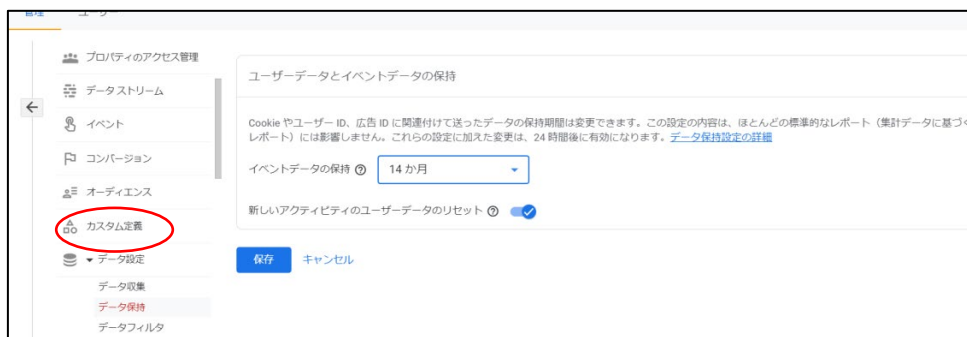 管理 ユーザー
プロパティのアクセス管理
データストリーム
イベント
コンバージョン
オーディエンス
カスタム定義
データ設定
データ収集
データ保持
データフィルタ
ユーザーデータとイベントデータの保持
Cookie やユーザー ID、広告 ID に関連付けて送ったデータの保持期間は変更できます。この設定の内容は、ほとんどの標準的なレポート（集計データに基づく
レポート）には影響しません。これらの設定に加えた変更は、24 時間後に有効になります。データ保持設定の詳細
イベントデータの保持 14 か月
新しいアクティビティのユーザーデータのリセット
保存 キャンセル